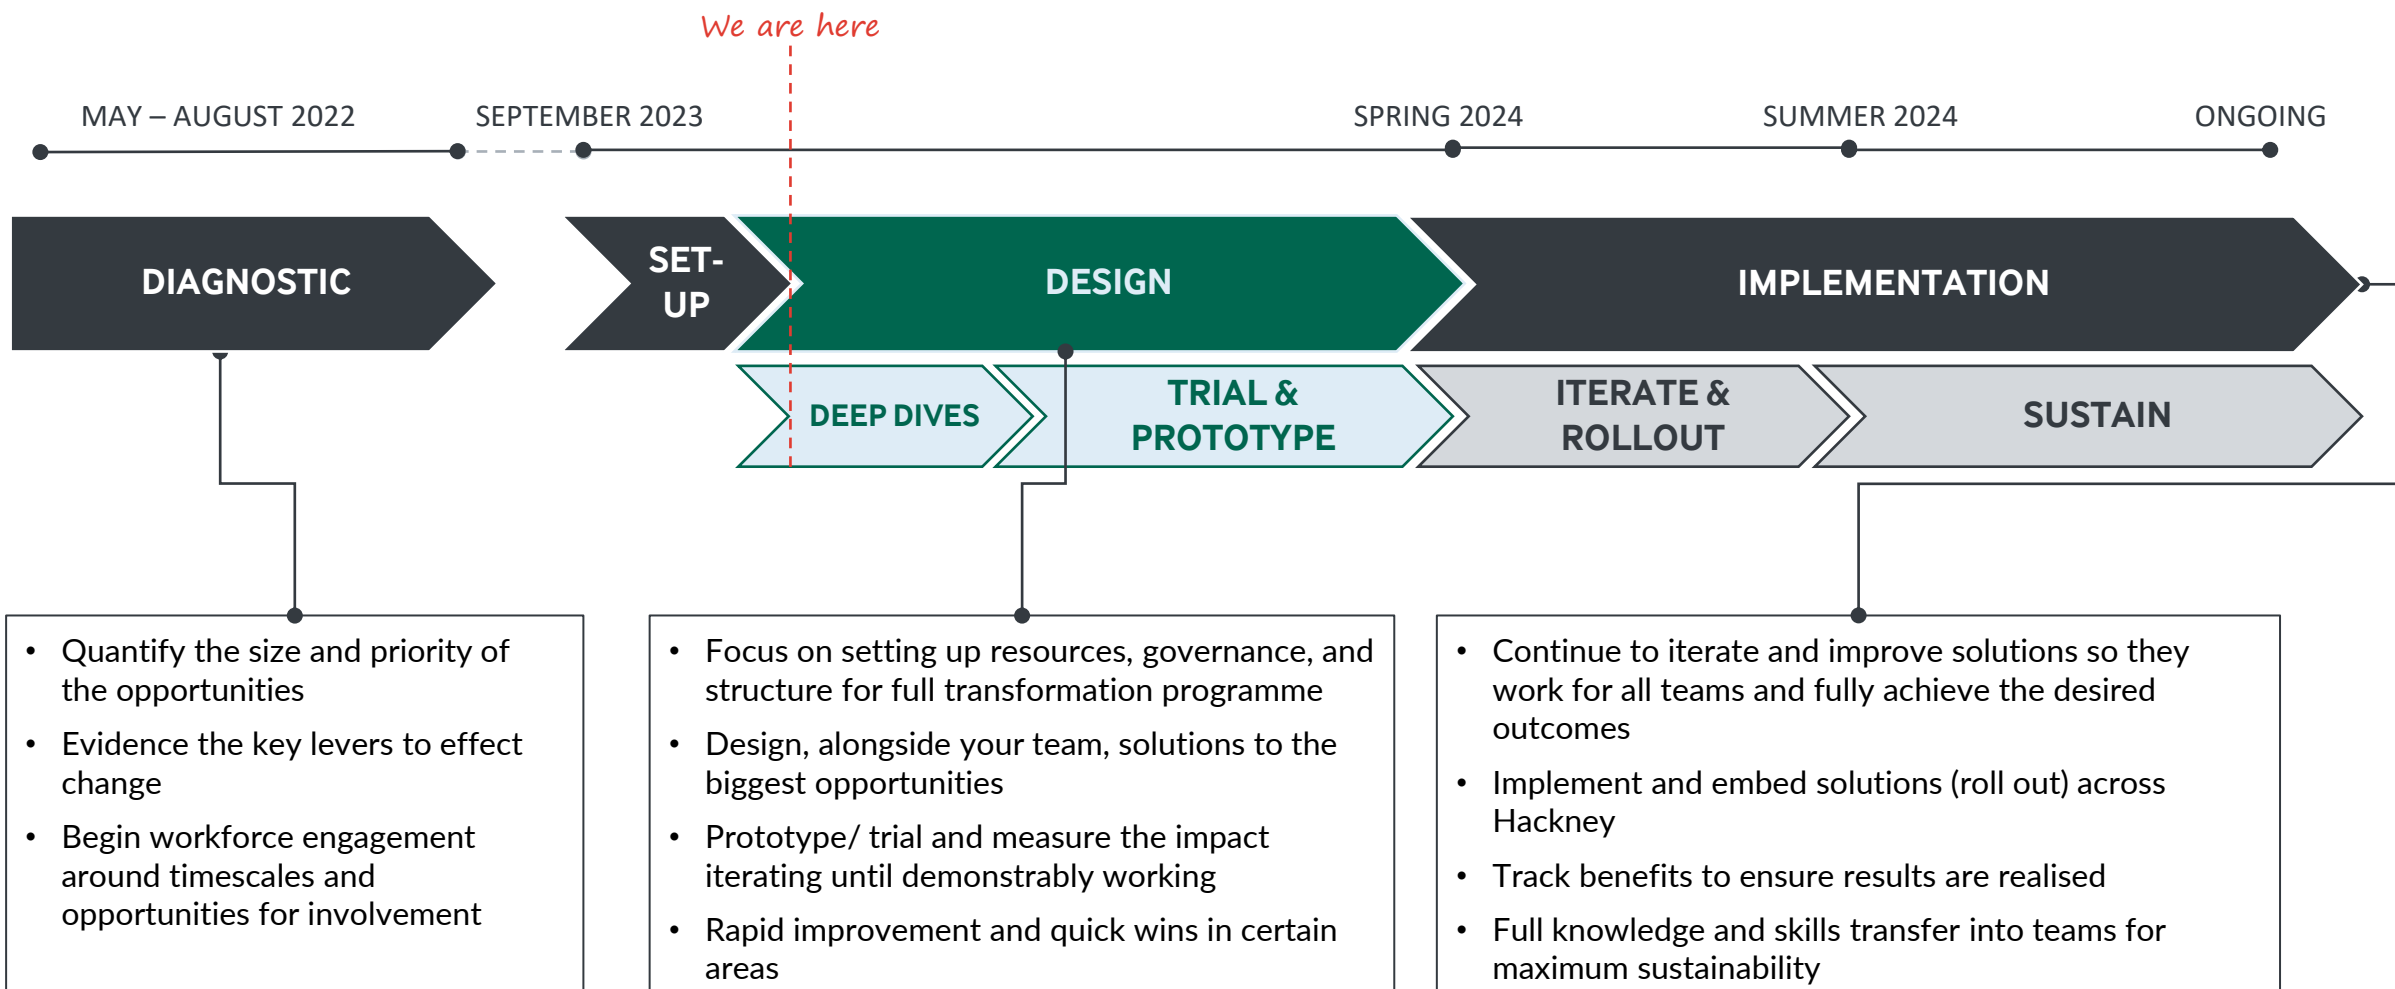 We are here
MAY – AUGUST 2022
SEPTEMBER 2023
SPRING 2024
SUMMER 2024
ONGOING
DIAGNOSTIC
SET-
UP
DESIGN
IMPLEMENTATION
DEEP DIVES
TRIAL &
PROTOTYPE
ITERATE &
ROLLOUT
SUSTAIN
• Quantify the size and priority of
the opportunities
• Evidence the key levers to effect
change
• Begin workforce engagement
around timescales and
opportunities for involvement
• Focus on setting up resources, governance, and
structure for full transformation programme
• Design, alongside your team, solutions to the
biggest opportunities
• Prototype/ trial and measure the impact
iterating until demonstrably working
• Rapid improvement and quick wins in certain
areas
• Continue to iterate and improve solutions so they
work for all teams and fully achieve the desired
outcomes
• Implement and embed solutions (roll out) across
Hackney
• Track benefits to ensure results are realised
• Full knowledge and skills transfer into teams for
maximum sustainability